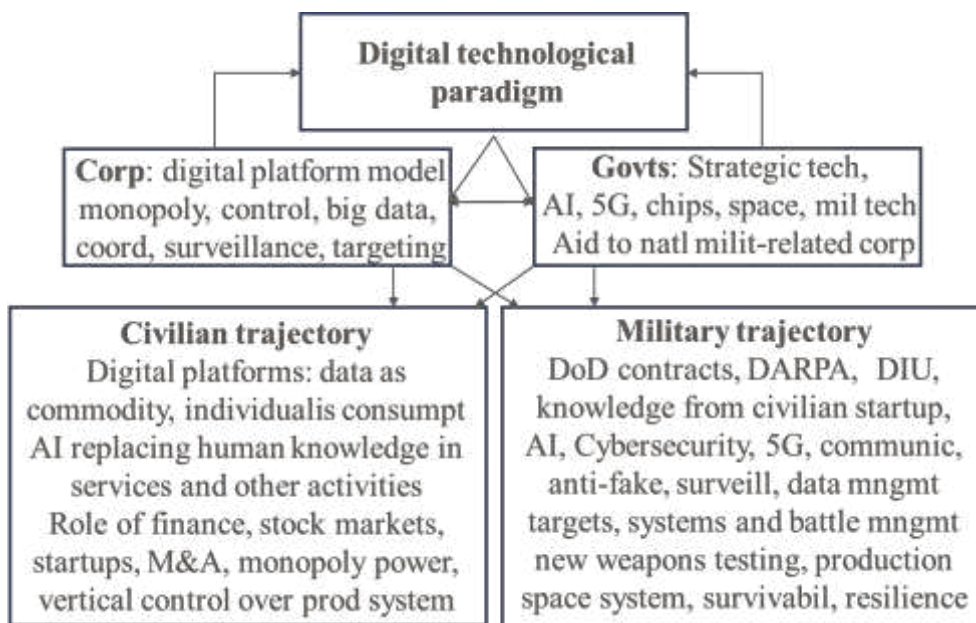 Digital technological
paradigm
Corp: digital platform model
monopoly, control, big data,
coord, surveillance, targeting
Govts: Strategic tech,
AI, 5G, chips, space, mil tech
Aid to natl milit-related corp
Civilian trajectory
Digital platforms: data as
commodity, individualis consumpt
AI replacing human knowledge in
services and other activities
Role of finance, stock markets,
startups, M&A, monopoly power,
vertical control over prod system
Military trajectory
DoD contracts, DARPA, DIU,
knowledge from civilian startup,
AI, Cybersecurity, 5G, communic,
anti-fake, surveill, data mngmt
targets, systems and battle mngmt
new weapons testing, production
space system, survivabil, resilience